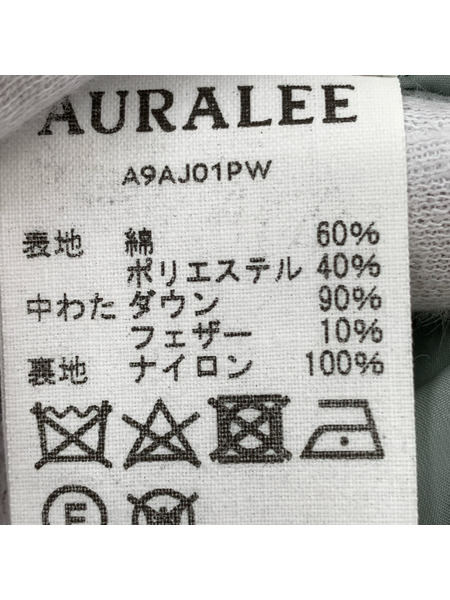 AURALEE
A9AJ01PW
表地 綿 60%
ポリエステル 40%
中わた ダウン 90%
フェザー 10%
裏地 ナイロン 100%
F
W